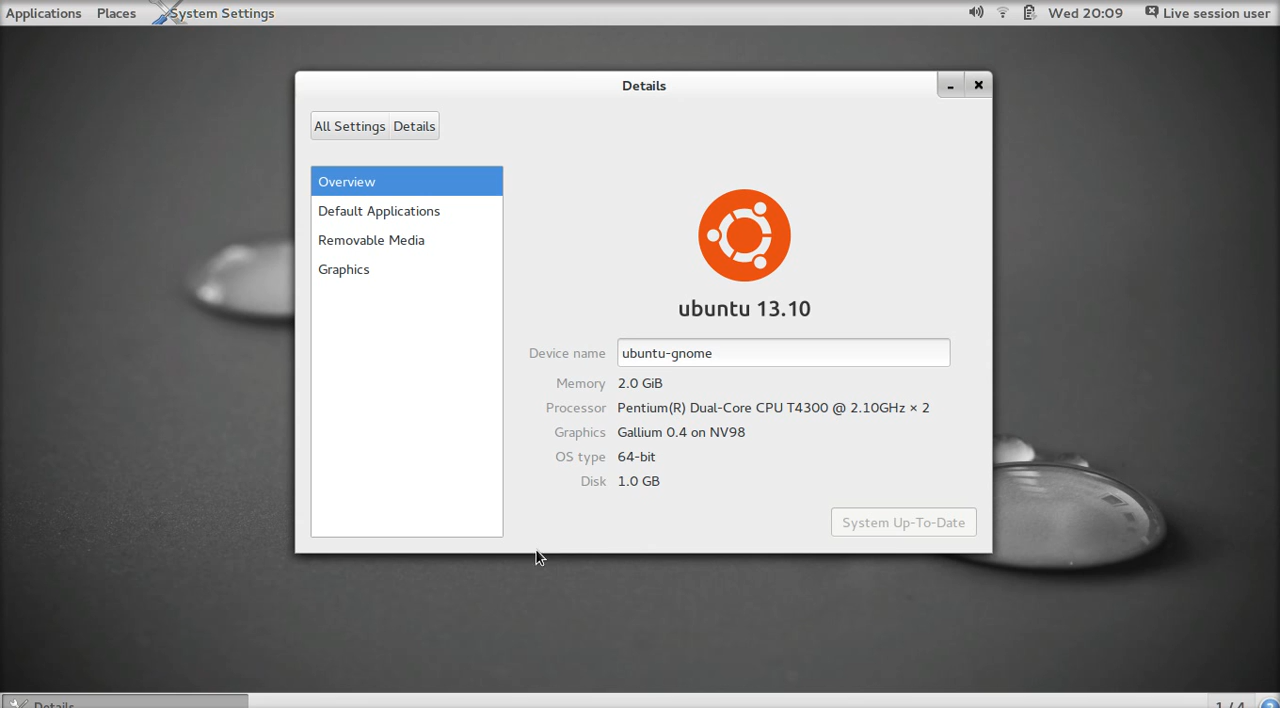 Applications Places System Settings Wed 20:09 Live session user
Details
All Settings Details
Overview
Default Applications
Removable Media
Graphics
ubuntu 13.10
Device name ubuntu-gnome
Memory 2.0 GiB
Processor Pentium(R) Dual-Core CPU T4300 @ 2.10GHz × 2
Graphics Gallium 0.4 on NV98
OS type 64-bit
Disk 1.0 GB
System Up-To-Date
Details 1 / 4